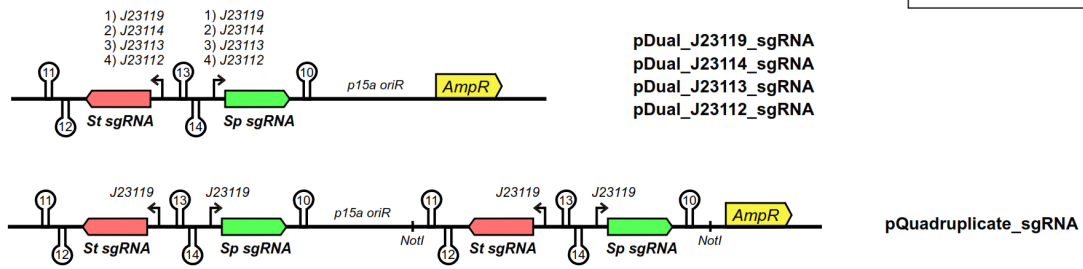 1) J23119
2) J23114
3) J23113
4) J23112
1) J23119
2) J23114
3) J23113
4) J23112
11
13
10
p15a oriR
AmpR
12
St sgRNA
14
Sp sgRNA
pDual_J23119_sgRNA
pDual_J23114_sgRNA
pDual_J23113_sgRNA
pDual_J23112_sgRNA
11
J23119
13
J23119
10
p15a oriR
11
J23119
13
J23119
10
AmpR
12
St sgRNA
14
Sp sgRNA
NotI
12
St sgRNA
14
Sp sgRNA
NotI
pQuadruplicate_sgRNA